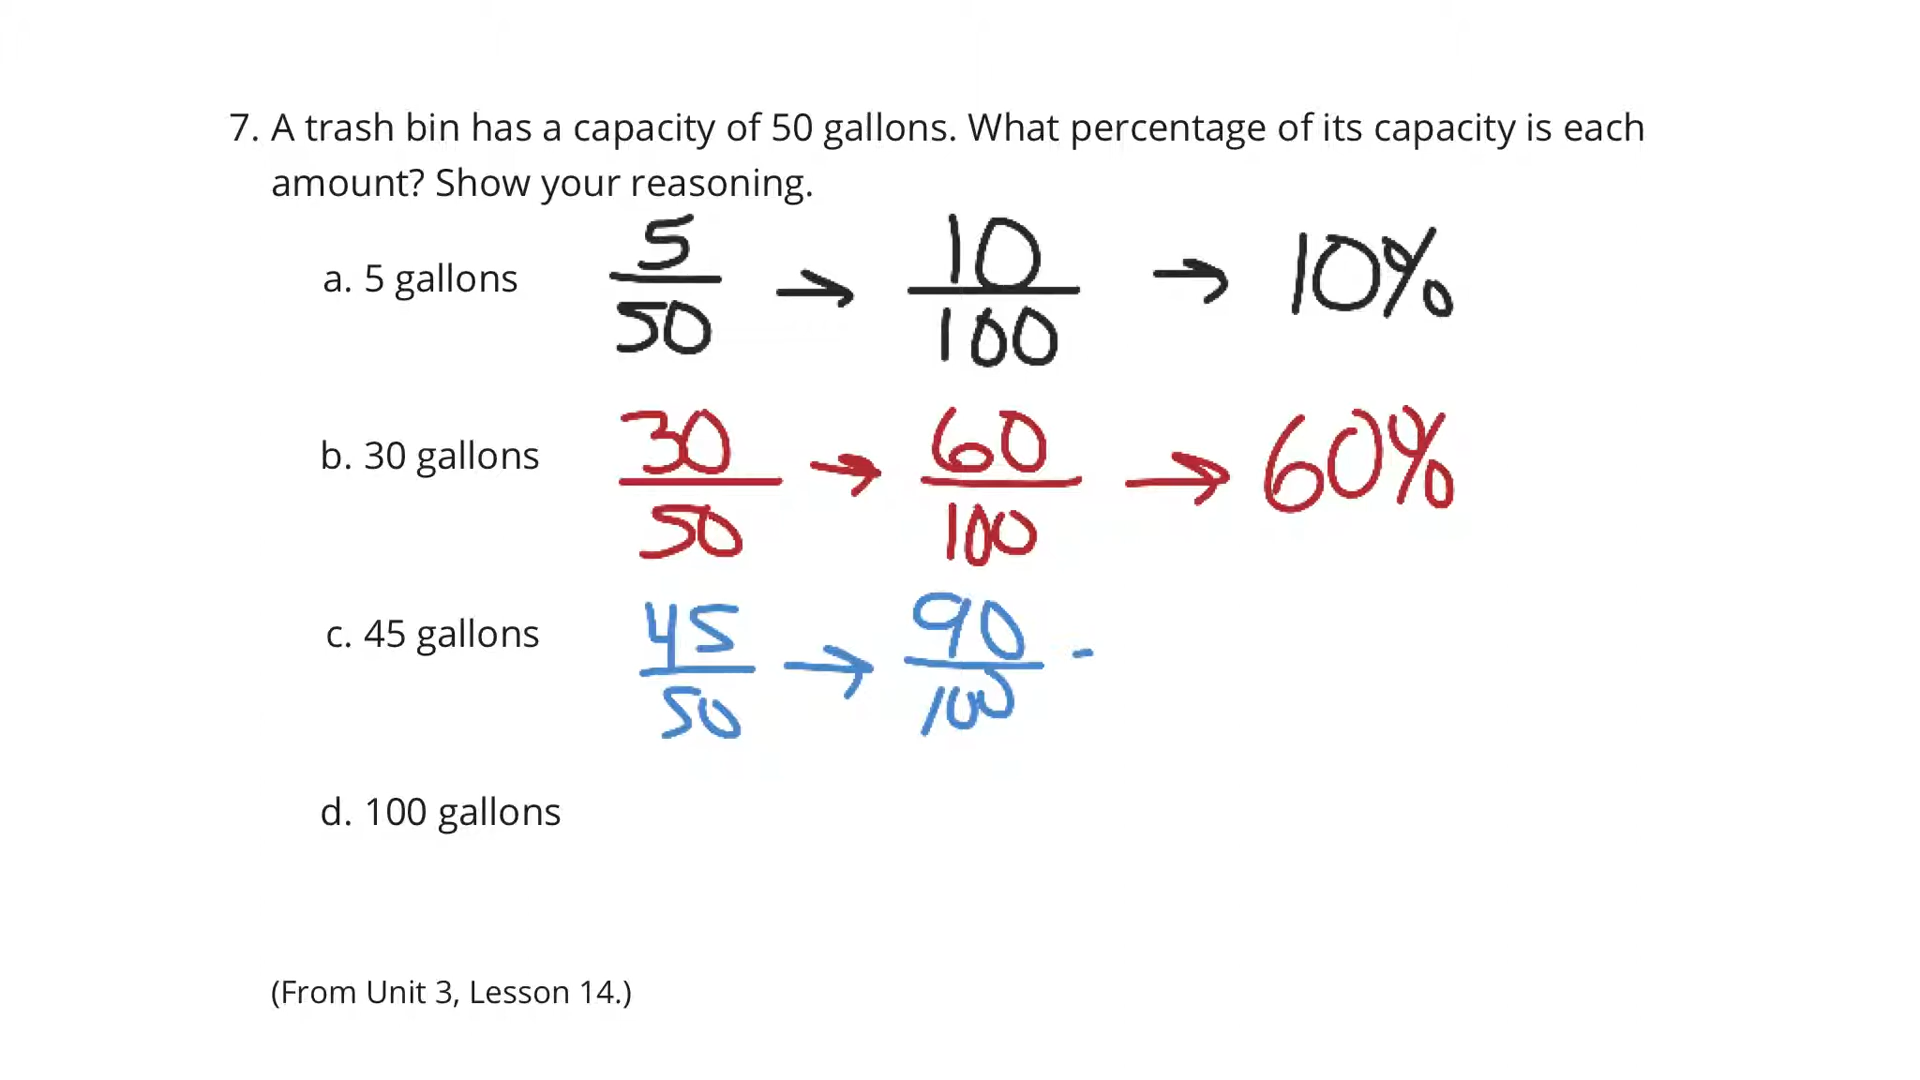 7. A trash bin has a capacity of 50 gallons. What percentage of its capacity is each
amount? Show your reasoning.
a. 5 gallons 5/50 → 10/100 → 10%
b. 30 gallons 30/50 → 60/100 → 60%
c. 45 gallons 45/50 → 90/100 -
d. 100 gallons
(From Unit 3, Lesson 14.)